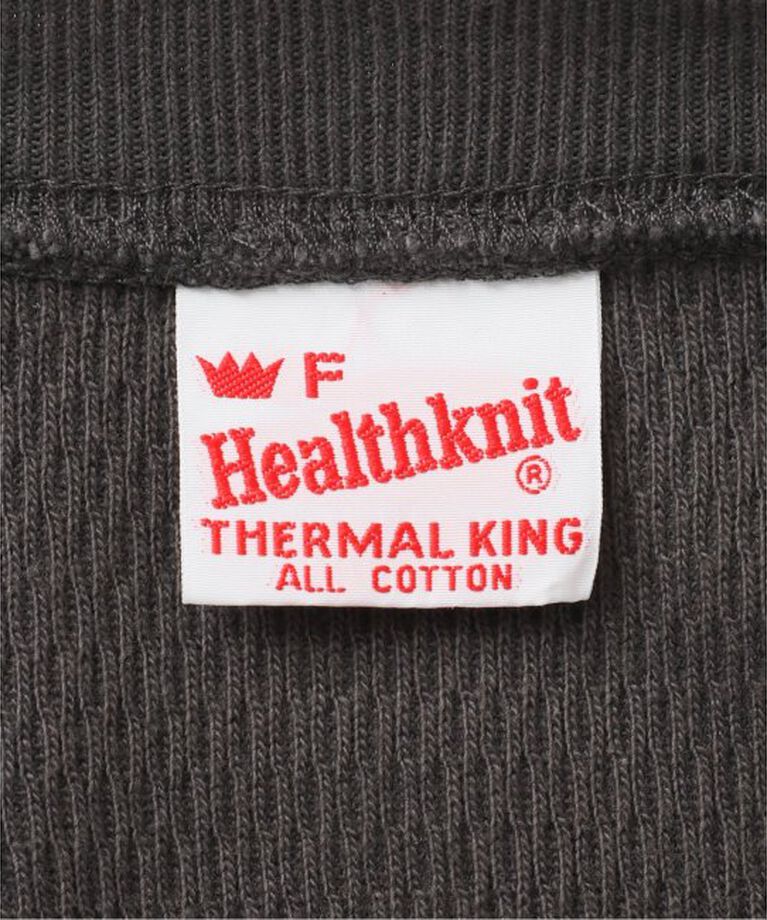 F
Healthknit
®
THERMAL KING
ALL COTTON